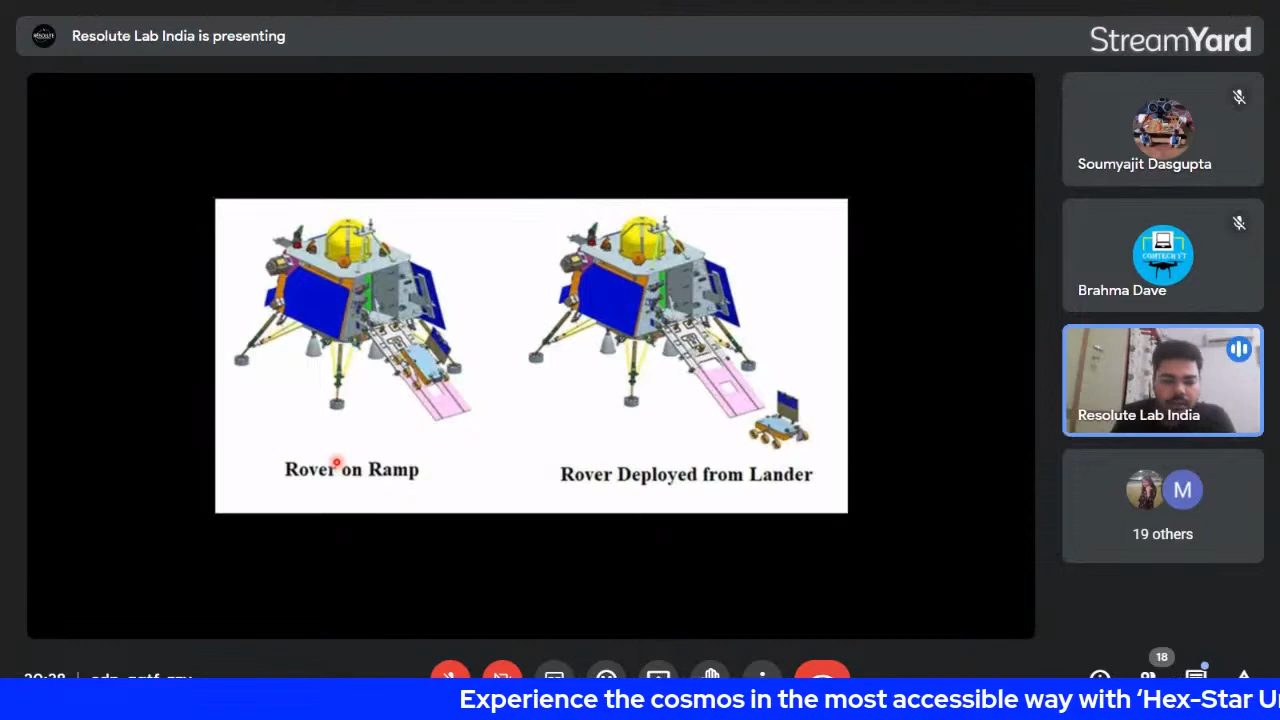 Resolute Lab India is presenting
StreamYard
Soumyajit Dasgupta
Brahma Dave
Resolute Lab India
M
19 others
Rover on Ramp
Rover Deployed from Lander
18
Experience the cosmos in the most accessible way with ‘Hex-Star